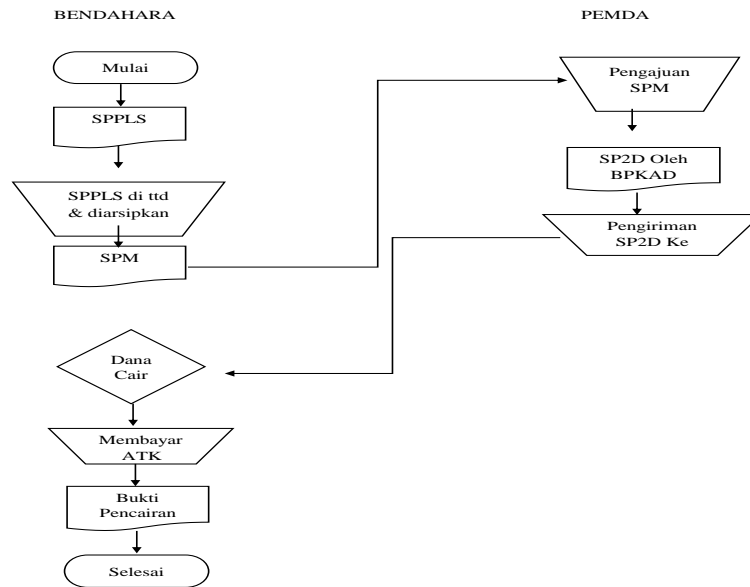 BENDAHARA
PEMDA
Mulai
SPPLS
SPPLS di ttd
& diarsipkan
SPM
Pengajuan
SPM
SP2D Oleh
BPKAD
Pengiriman
SP2D Ke
Dana
Cair
Membayar
ATK
Bukti
Pencairan
Selesai